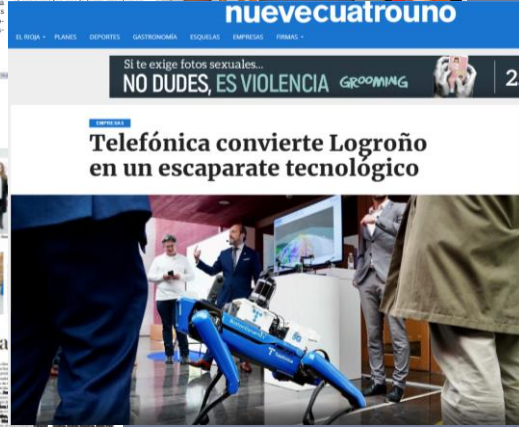 nuevecuatrouno
EL RIOJA PLANES DEPORTES GASTRONOMÍA ESQUELAS EMPRESAS FIRMAS
Si te exige fotos sexuales...
NO DUDES, ES VIOLENCIA GROOMING
EMPRESAS
Telefónica convierte Logroño
en un escaparate tecnológico
Telefónica